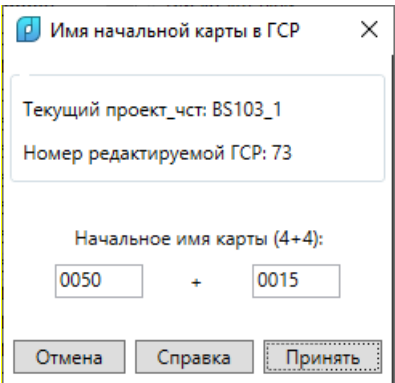 Имя начальной карты в ГСР
Текущий проект_чст: BS103_1
Номер редактируемой ГСР: 73
Начальное имя карты (4+4):
0050 + 0015
Отмена Справка Принять